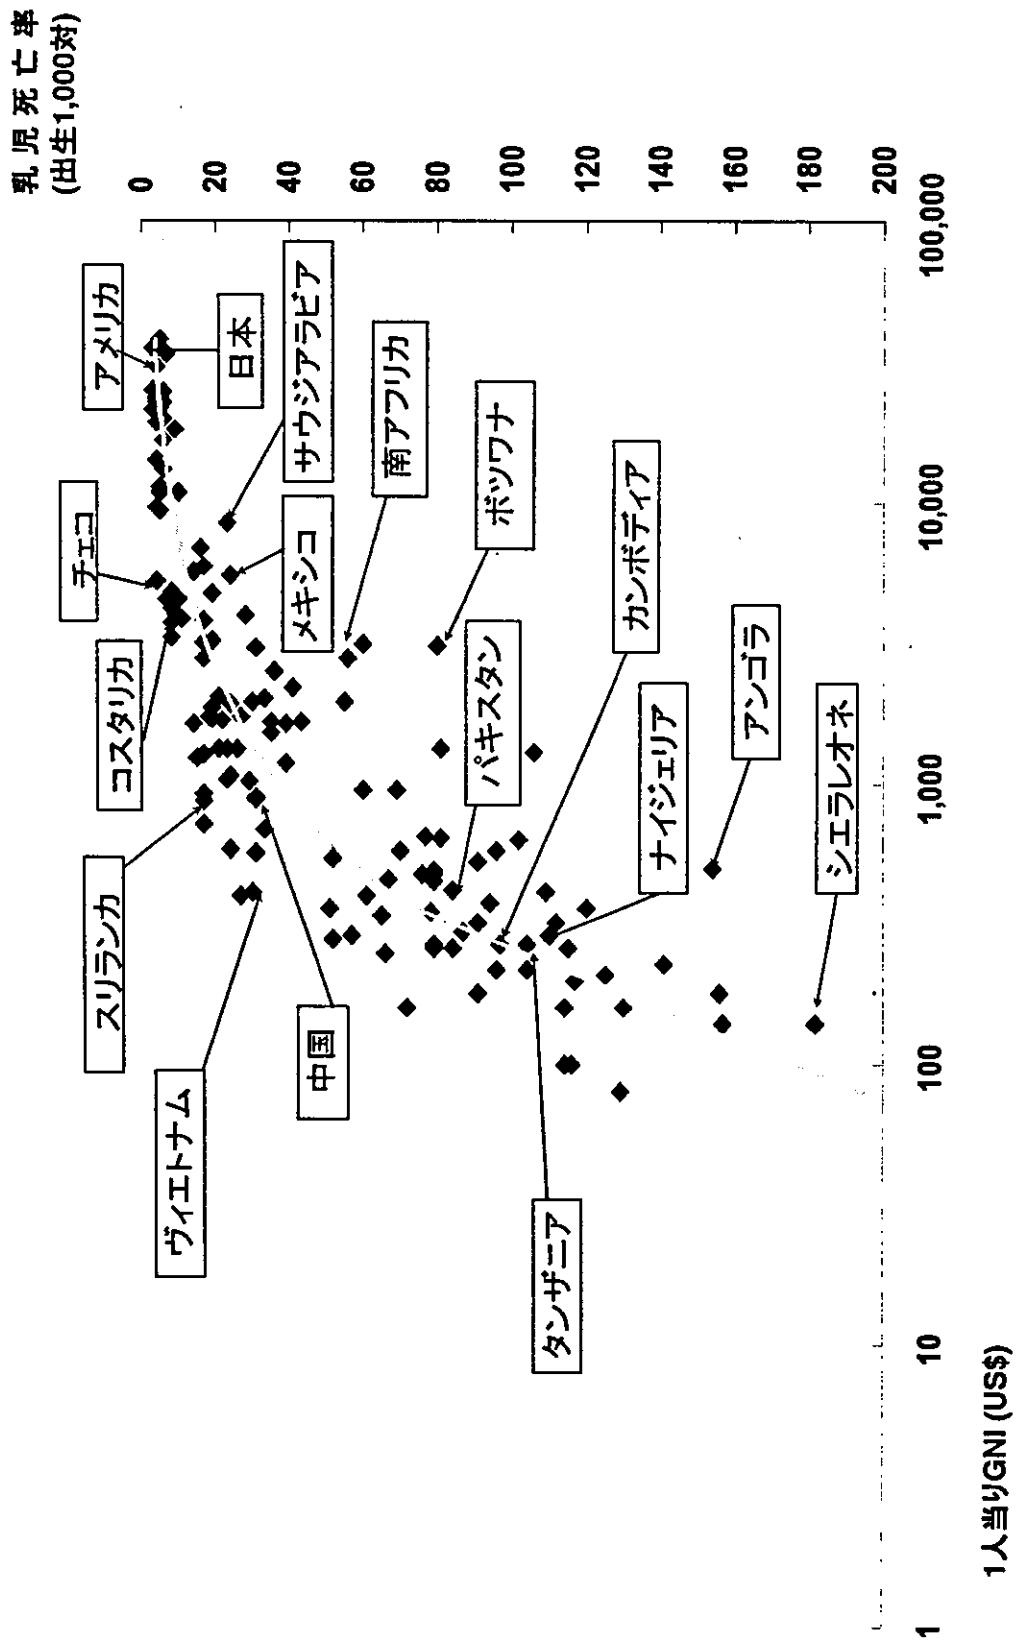 乳児死亡率
(出生1,000対)
0
20
40
60
80
100
120
140
160
180
200
100,000
10,000
1,000
100
10
1
アメリカ
日本
サウジアラビア
チェコ
メキシコ
南アフリカ
ボツワナ
コスタリカ
パキスタン
カンボディア
アンゴラ
スリランカ
ナイジェリア
シエラレオネ
ヴィエトナム
中国
タンザニア
1人当りGNI (US$)